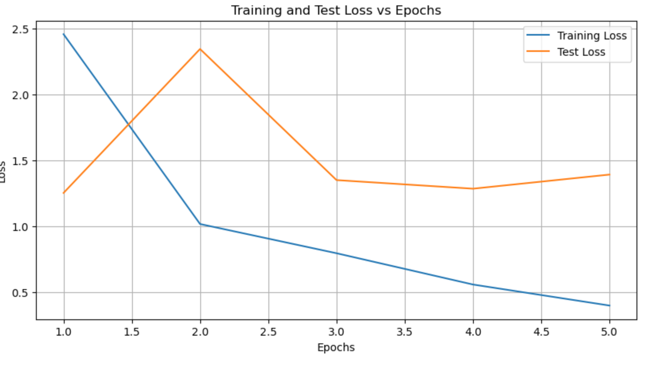 Training and Test Loss vs Epochs
2.5
2.0
1.5
1.0
0.5
Loss
Training Loss
Test Loss
1.0 1.5 2.0 2.5 3.0 3.5 4.0 4.5 5.0
Epochs